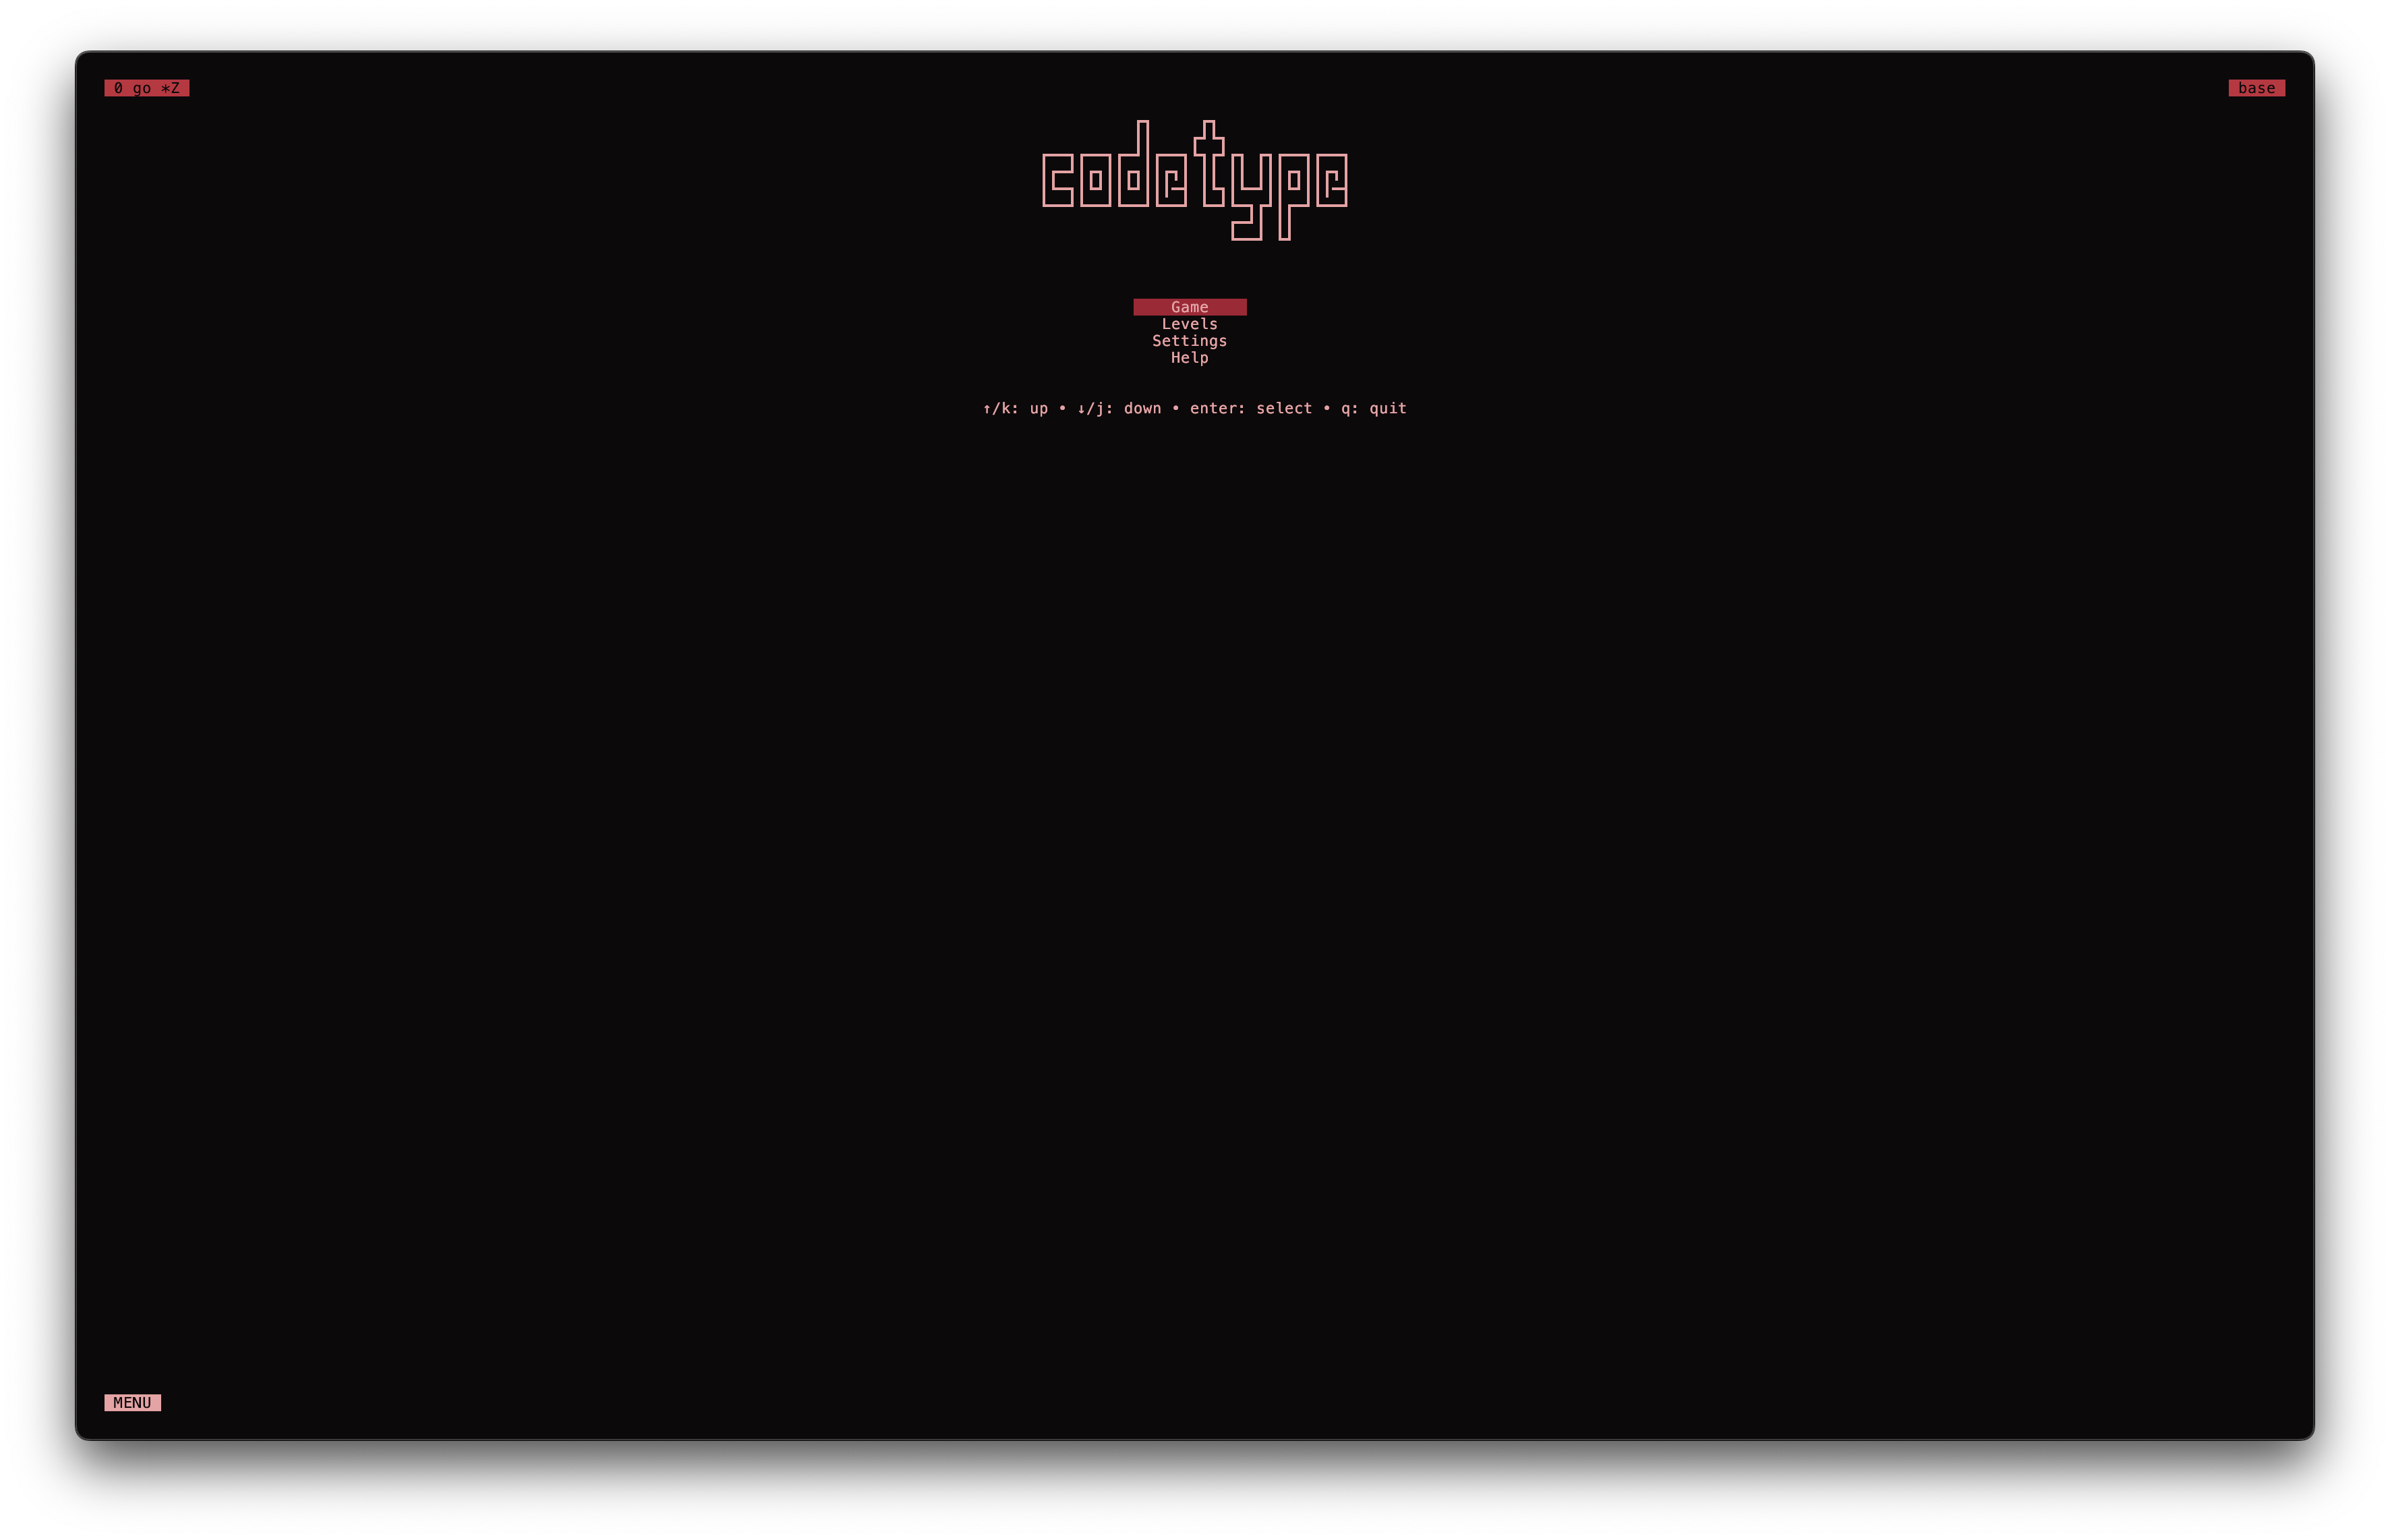 0 go *Z
base
codetype
Game
Levels
Settings
Help
↑/k: up • ↓/j: down • enter: select • q: quit
MENU